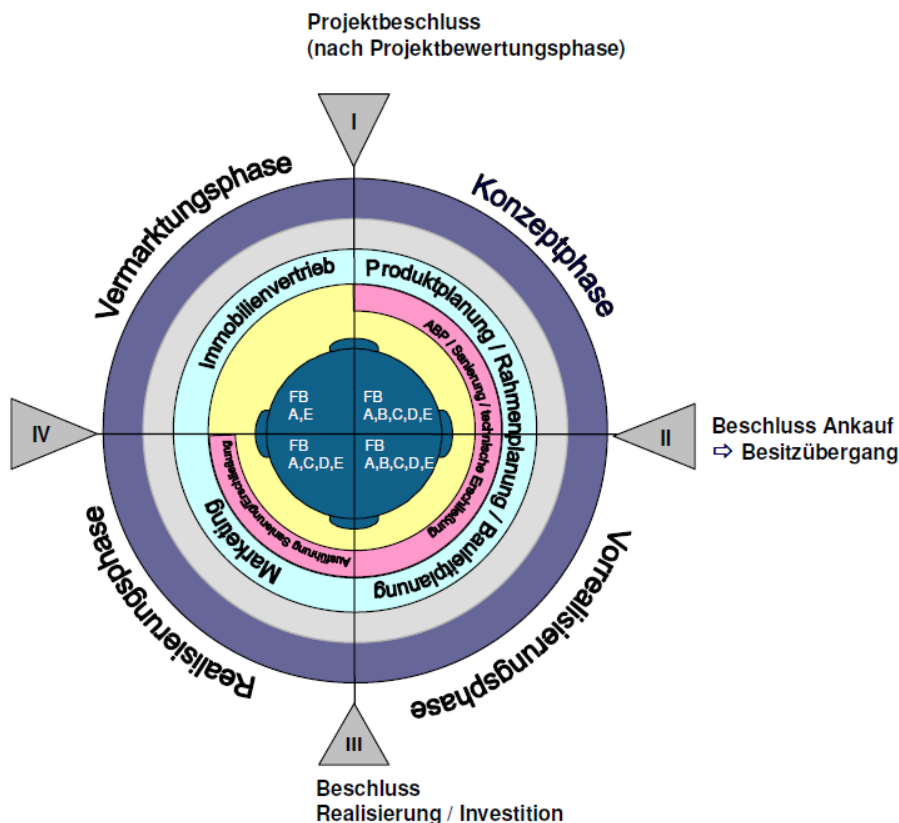 Projektbeschluss
(nach Projektbewertungsphase)
I
Vermarktungsphase
Konzeptphase
Immobilienvertrieb
Produktplanung / Rahmenplanung / Bauleitplanung
ABP / Sanierung / technische Erschließung
FB
A,E
FB
A,B,C,D,E
IV
II
Beschluss Ankauf
⇨ Besitzübergang
FB
A,C,D,E
FB
A,B,C,D,E
Ausführung Sanierung/Erschließung
Marketing
Realisierungsphase
Vorrealisierungsphase
III
Beschluss
Realisierung / Investition